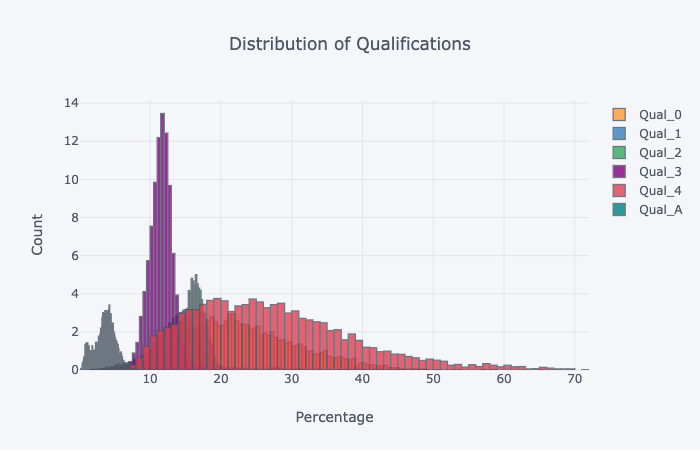 Distribution of Qualifications
14
12
10
8
6
4
2
0
Count
10
20
30
40
50
60
70
Percentage
Qual_0
Qual_1
Qual_2
Qual_3
Qual_4
Qual_A